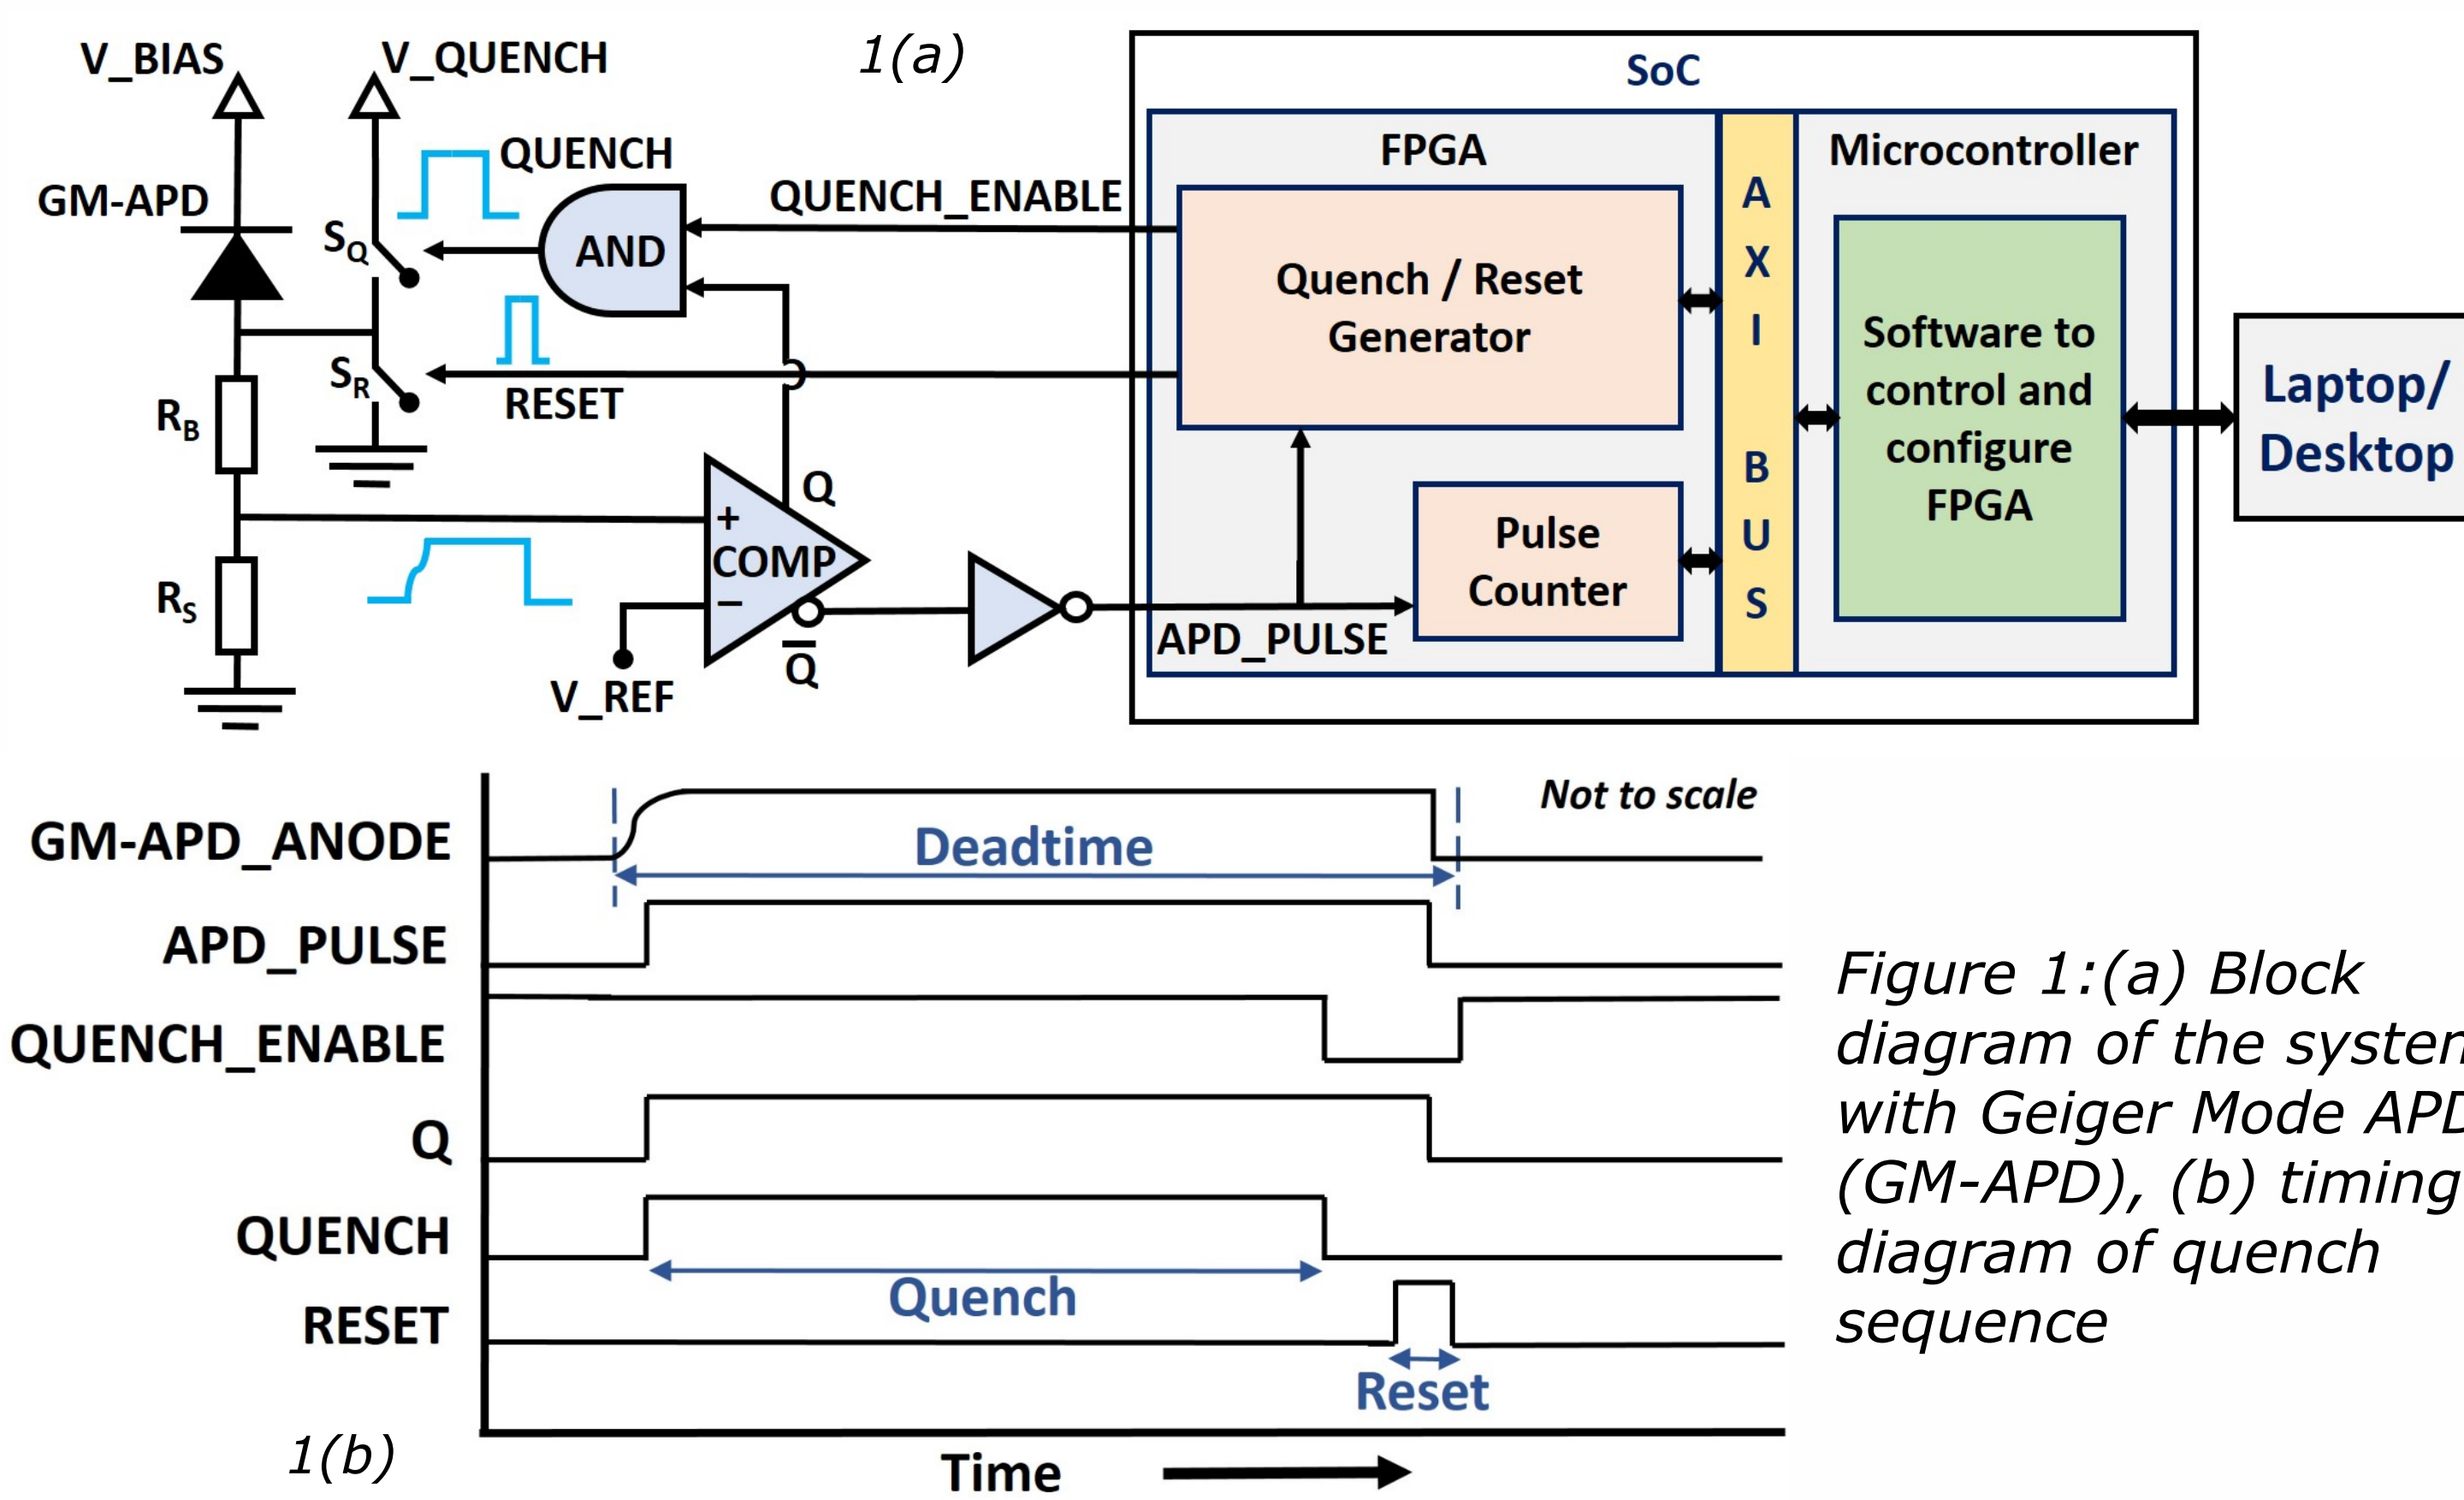 V_BIAS
V_QUENCH
1(a)
SoC
QUENCH
FPGA
Microcontroller
GM-APD
QUENCH_ENABLE
SQ
AND
Quench / Reset
Generator
AXI BUS
Software to
control and
configure
FPGA
Laptop/
Desktop
SR
RESET
RB
Q
+
COMP
−
Pulse
Counter
RS
APD_PULSE
Q̅
V_REF
Not to scale
GM-APD_ANODE
Deadtime
APD_PULSE
QUENCH_ENABLE
Q
QUENCH
Quench
RESET
Reset
1(b)
Time
Figure 1:(a) Block
diagram of the system
with Geiger Mode APD
(GM-APD), (b) timing
diagram of quench
sequence